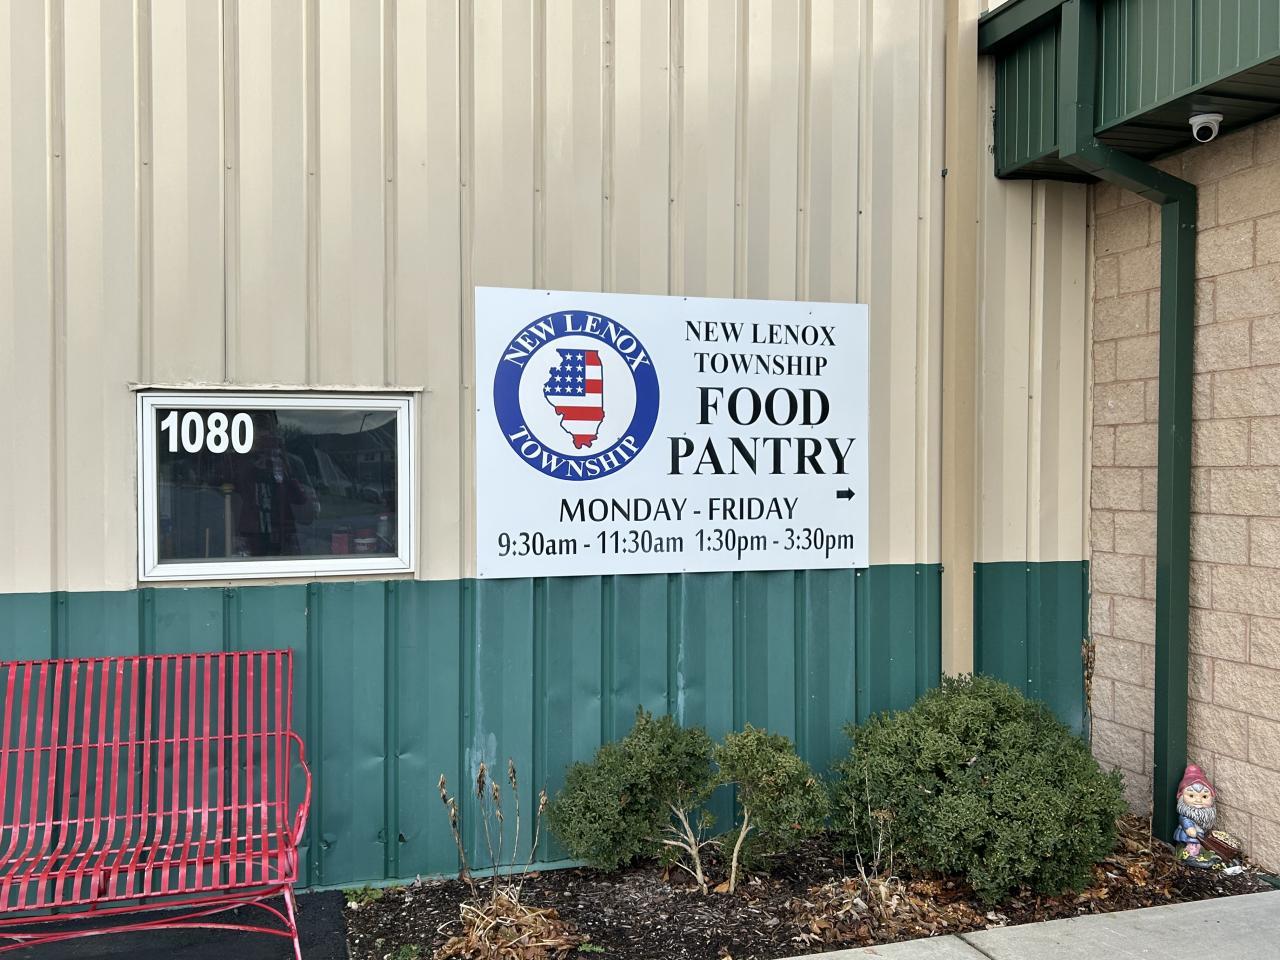 1080
NEW LENOX
TOWNSHIP
NEW LENOX
TOWNSHIP
FOOD
PANTRY
MONDAY - FRIDAY
9:30am - 11:30am 1:30pm - 3:30pm